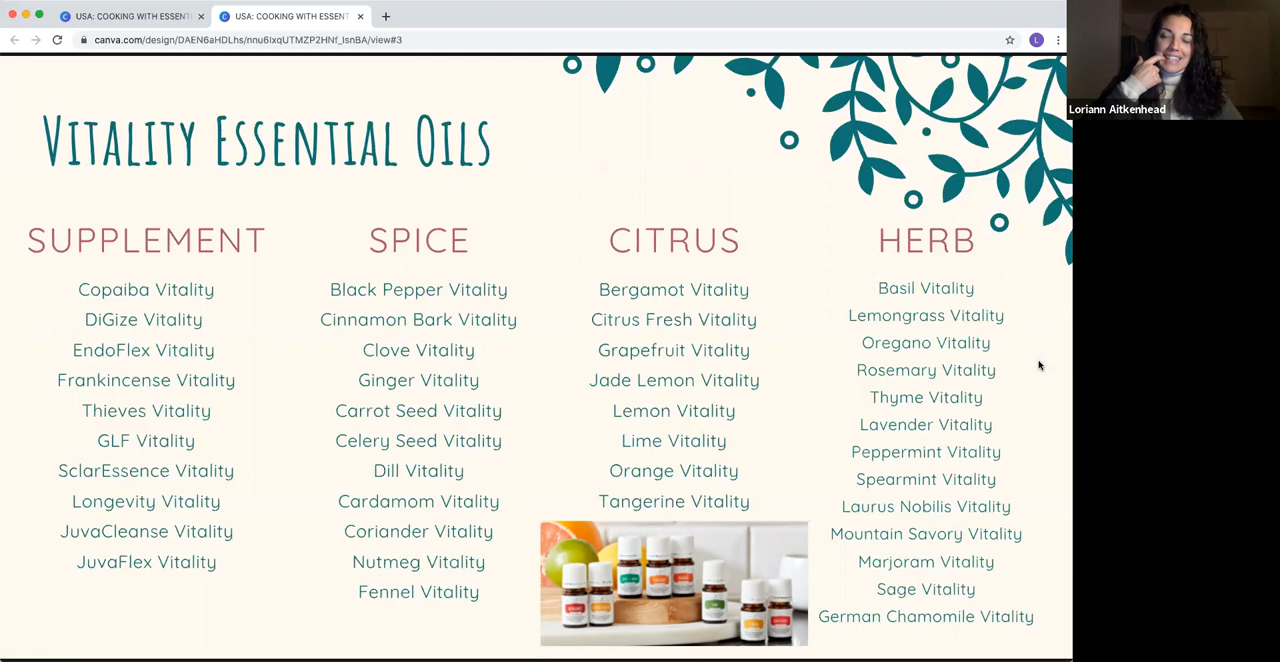 USA: COOKING WITH ESSENTI
USA: COOKING WITH ESSENT
canva.com/design/DAEN6aHDLhs/nnu6lxqUTMZP2HNf_lsnBA/view#3
L
Loriann Aitkenhead
VITALITY ESSENTIAL OILS
SUPPLEMENT
Copaiba Vitality
DiGize Vitality
EndoFlex Vitality
Frankincense Vitality
Thieves Vitality
GLF Vitality
SclarEssence Vitality
Longevity Vitality
JuvaCleanse Vitality
JuvaFlex Vitality
SPICE
Black Pepper Vitality
Cinnamon Bark Vitality
Clove Vitality
Ginger Vitality
Carrot Seed Vitality
Celery Seed Vitality
Dill Vitality
Cardamom Vitality
Coriander Vitality
Nutmeg Vitality
Fennel Vitality
CITRUS
Bergamot Vitality
Citrus Fresh Vitality
Grapefruit Vitality
Jade Lemon Vitality
Lemon Vitality
Lime Vitality
Orange Vitality
Tangerine Vitality
HERB
Basil Vitality
Lemongrass Vitality
Oregano Vitality
Rosemary Vitality
Thyme Vitality
Lavender Vitality
Peppermint Vitality
Spearmint Vitality
Laurus Nobilis Vitality
Mountain Savory Vitality
Marjoram Vitality
Sage Vitality
German Chamomile Vitality